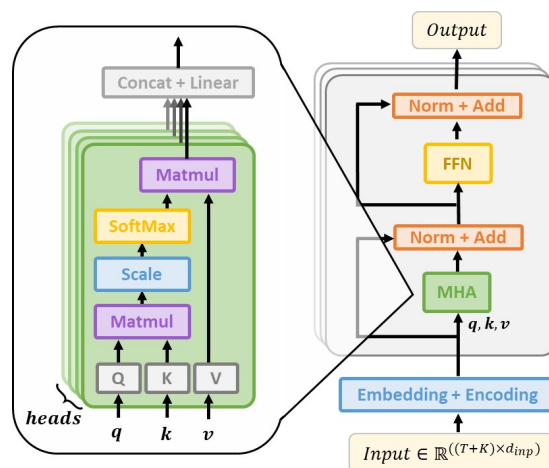 Output
Norm + Add
FFN
Norm + Add
MHA
q, k, v
Embedding + Encoding
Input ∈ ℝ^((T+K)×d_inp)
Concat + Linear
Matmul
SoftMax
Scale
Matmul
Q K V
heads
q k v